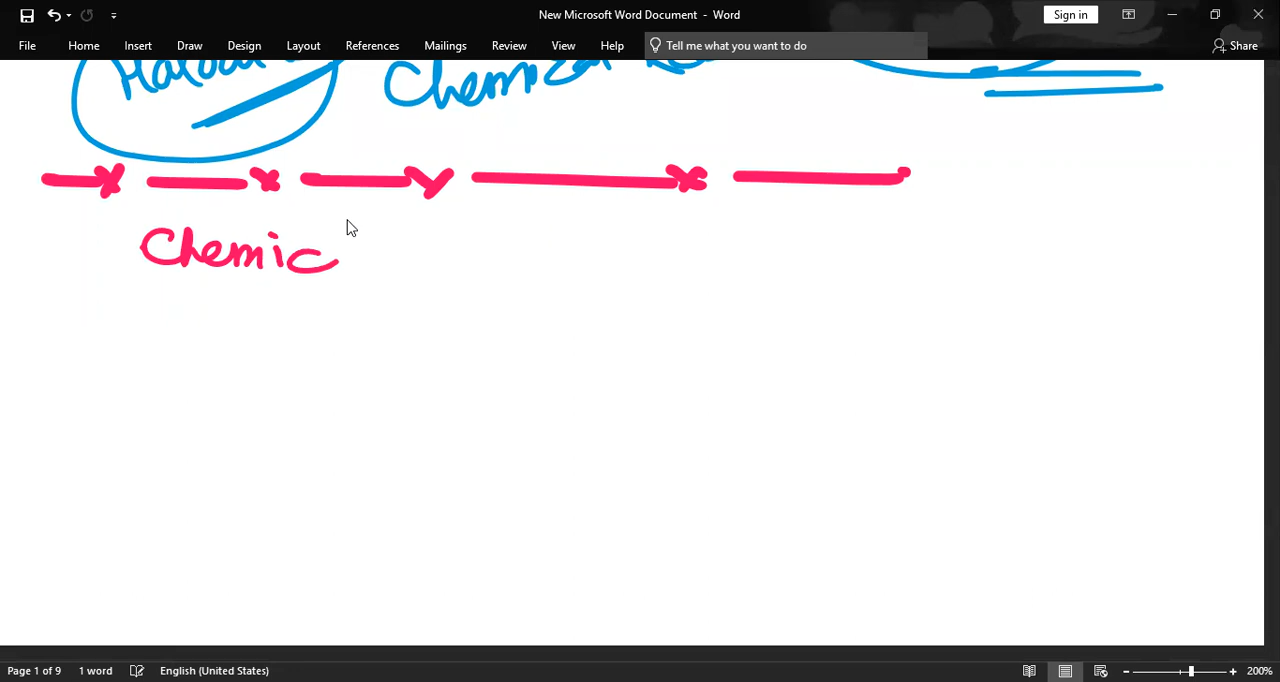 New Microsoft Word Document - Word
Sign in
File Home Insert Draw Design Layout References Mailings Review View Help Tell me what you want to do Share
Chemical
Chemic
Page 1 of 9 1 word English (United States) 200%